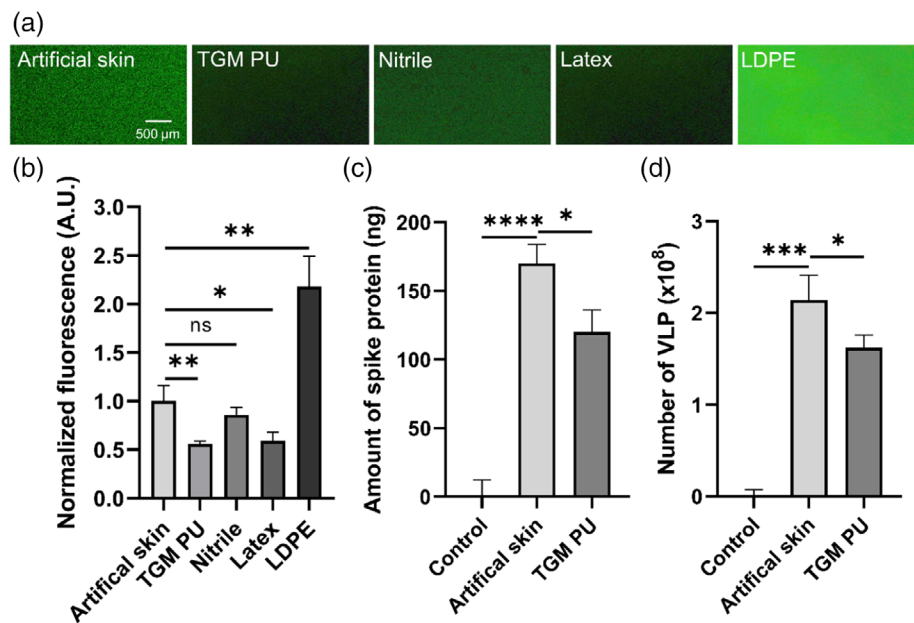 (a)
Artificial skin
TGM PU
Nitrile
Latex
LDPE
500 µm
(b)
Normalized fluorescence (A.U.)
3.0
2.5
2.0
1.5
1.0
0.5
0.0
**
*
ns
**
Artifical skin
TGM PU
Nitrile
Latex
LDPE
(c)
Amount of spike protein (ng)
200
150
100
50
0
****
*
Control
Artifical skin
TGM PU
(d)
Number of VLP (x10⁸)
3
2
1
0
***
*
Control
Artifical skin
TGM PU